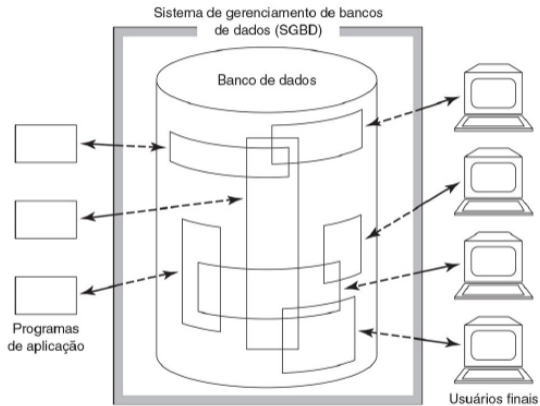 Sistema de gerenciamento de bancos
de dados (SGBD)
Banco de dados
Programas
de aplicação
Usuários finais